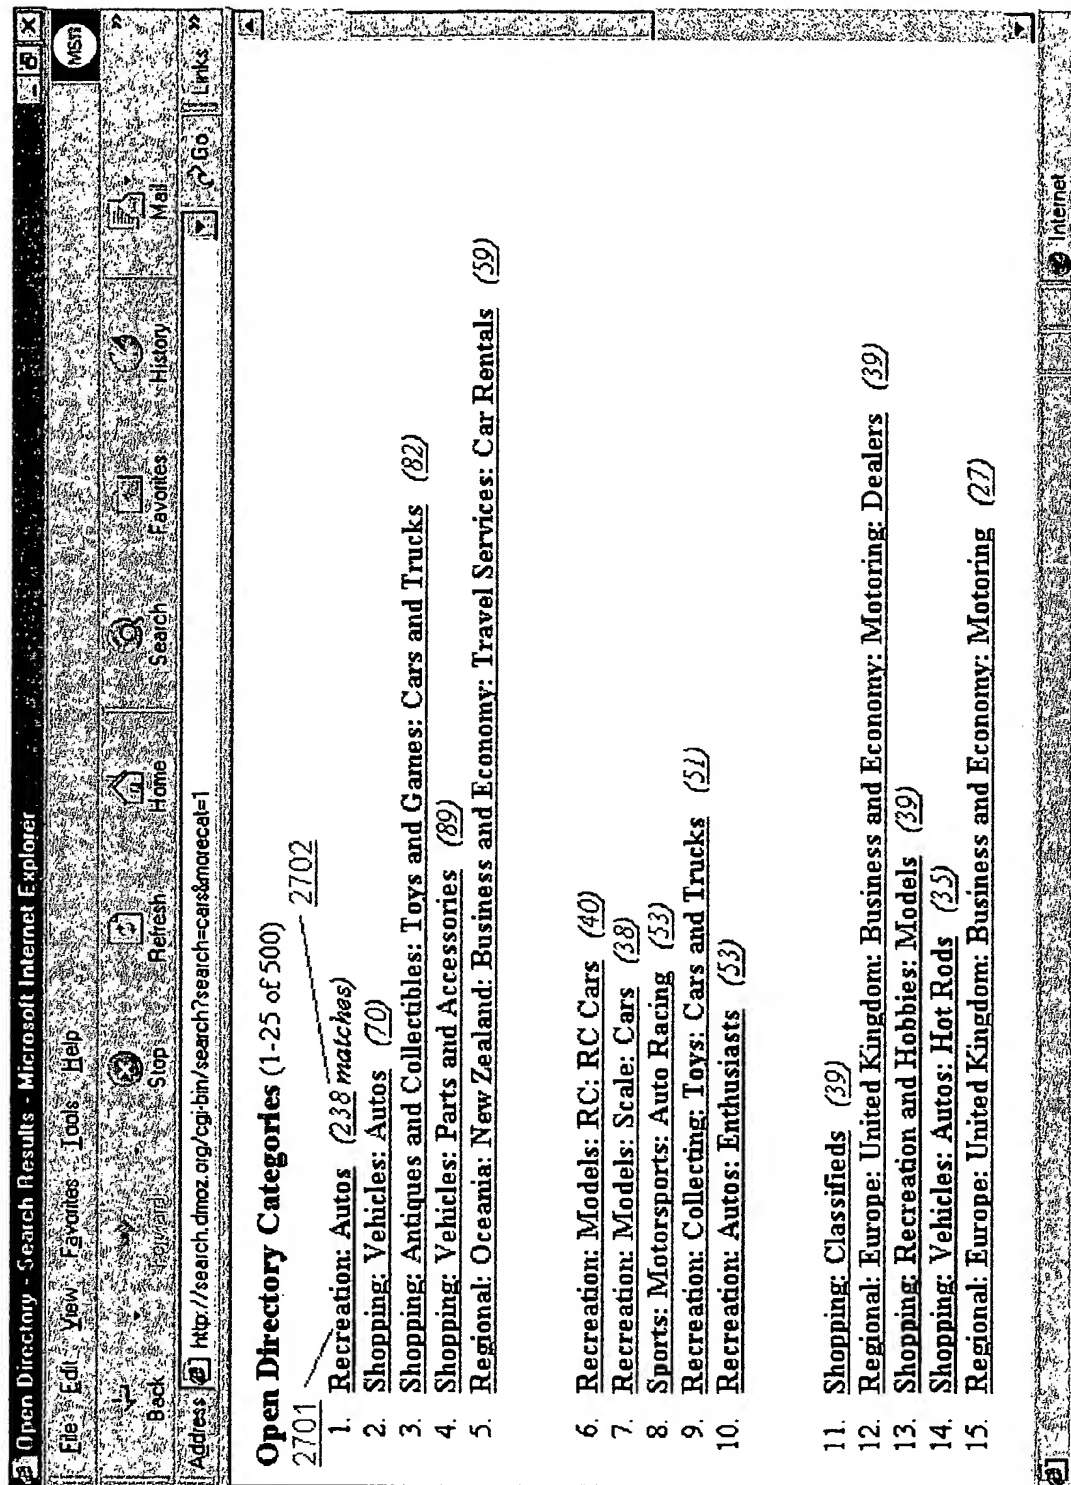 Open Directory - Search Results - Microsoft Internet Explorer
File Edit View Favorites Tools Help
msn
Back Forward Stop Refresh Home Search Favorites History Mail »
Address http://search.dmoz.org/cgi-bin/search?search=cars&morecat=1 Go Links »
Open Directory Categories (1-25 of 500)
2701 2702
1. Recreation: Autos (238 matches)
2. Shopping: Vehicles: Autos (70)
3. Shopping: Antiques and Collectibles: Toys and Games: Cars and Trucks (82)
4. Shopping: Vehicles: Parts and Accessories (89)
5. Regional: Oceania: New Zealand: Business and Economy: Travel Services: Car Rentals (59)
6. Recreation: Models: RC: RC Cars (40)
7. Recreation: Models: Scale: Cars (38)
8. Sports: Motorsports: Auto Racing (53)
9. Recreation: Collecting: Toys: Cars and Trucks (51)
10. Recreation: Autos: Enthusiasts (53)
11. Shopping: Classifieds (39)
12. Regional: Europe: United Kingdom: Business and Economy: Motoring: Dealers (39)
13. Shopping: Recreation and Hobbies: Models (39)
14. Shopping: Vehicles: Autos: Hot Rods (35)
15. Regional: Europe: United Kingdom: Business and Economy: Motoring (27)
Internet